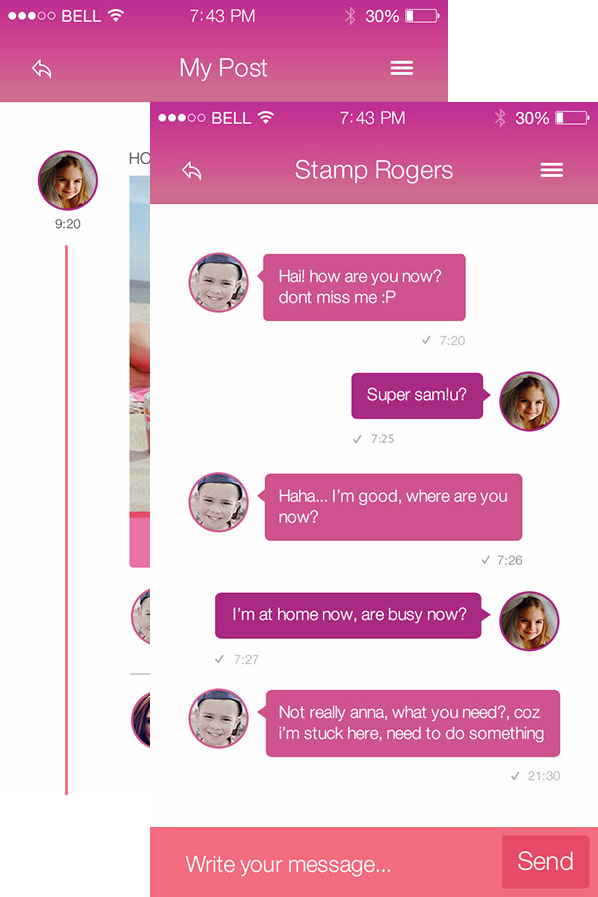 BELL 7:43 PM 30%
My Post
9:20
BELL 7:43 PM 30%
Stamp Rogers
Hai! how are you now?
dont miss me :P
7:20
Super sam!u?
7:25
Haha... I'm good, where are you
now?
7:26
I'm at home now, are busy now?
7:27
Not really anna, what you need?, coz
i'm stuck here, need to do something
21:30
Write your message...
Send